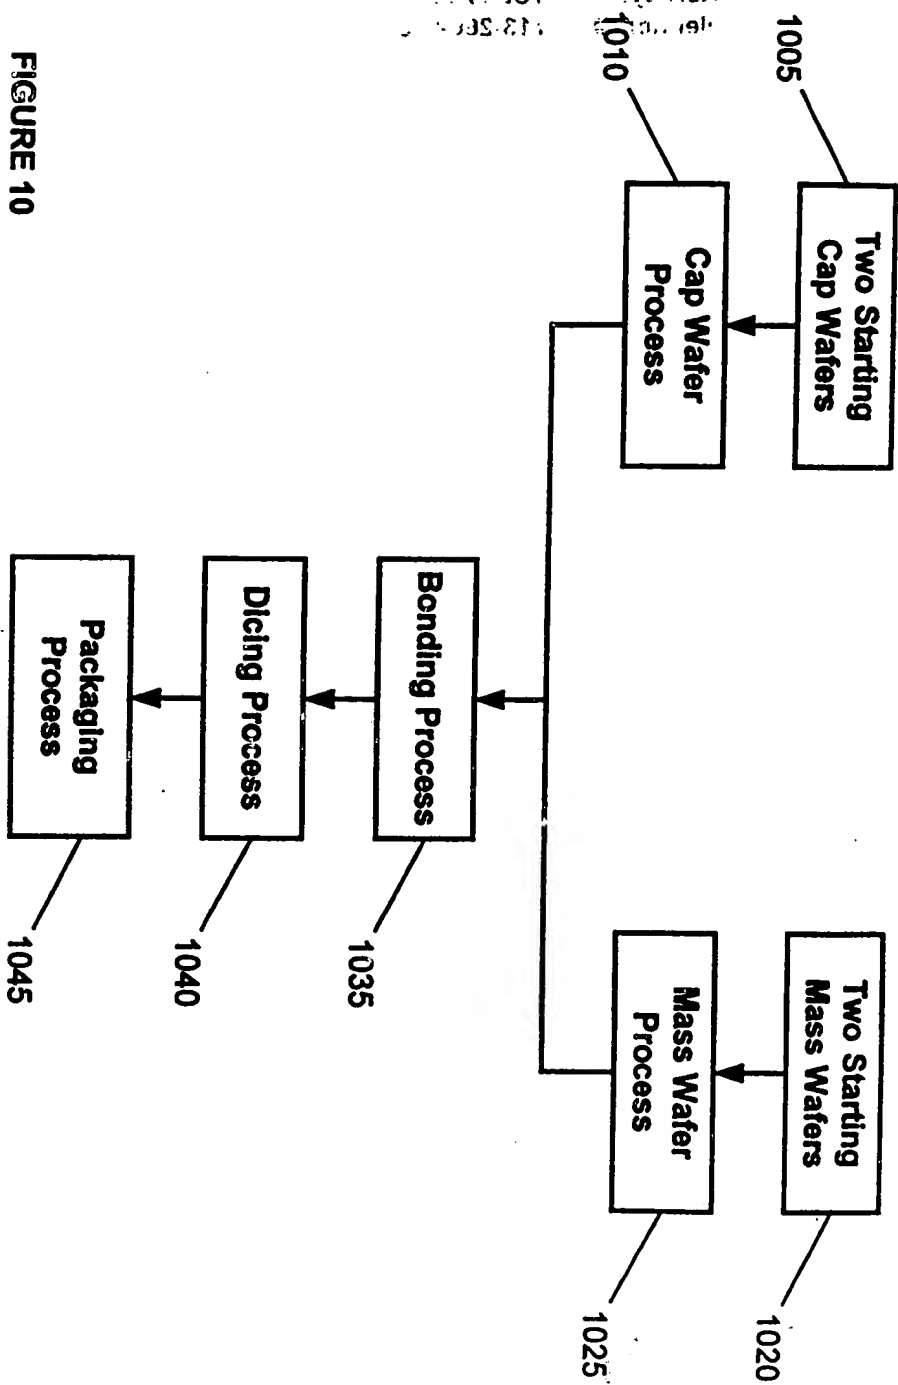 1005
Two Starting
Cap Wafers
1010
Cap Wafer
Process
Two Starting
Mass Wafers
1020
Mass Wafer
Process
1025
Bonding Process
1035
Dicing Process
1040
Packaging
Process
1045
FIGURE 10